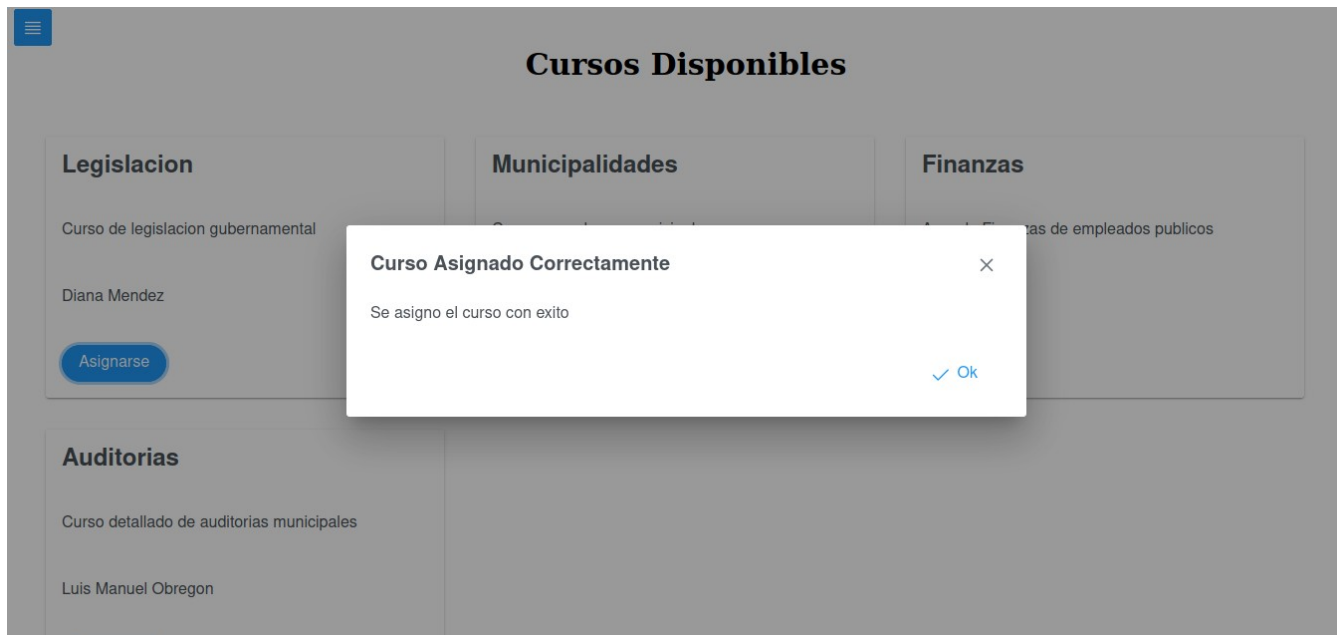 Cursos Disponibles
Legislacion
Curso de legislacion gubernamental
Diana Mendez
Asignarse
Municipalidades
Finanzas
de empleados publicos
Curso Asignado Correctamente
Se asigno el curso con exito
Ok
Auditorias
Curso detallado de auditorias municipales
Luis Manuel Obregon